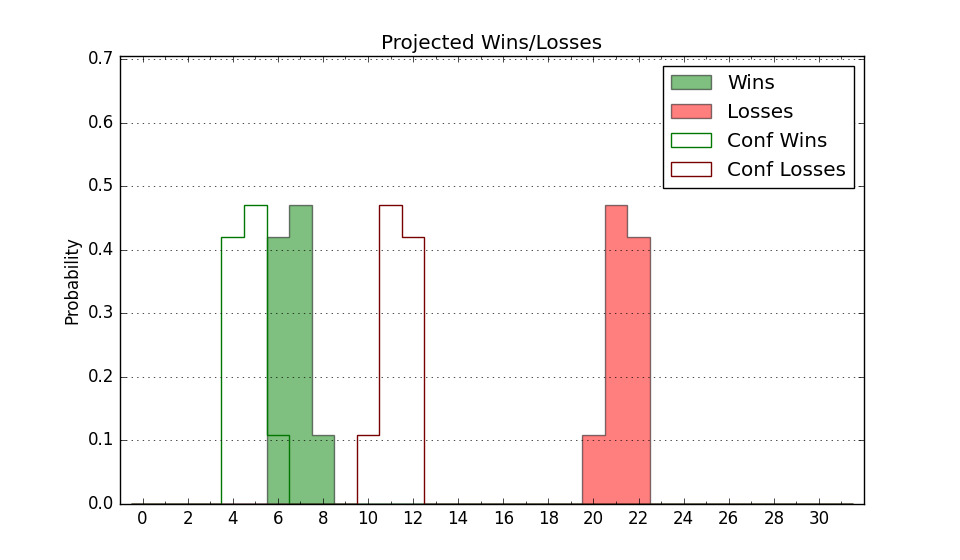 Projected Wins/Losses
0.7
0.6
0.5
0.4
0.3
0.2
0.1
0.0
Probability
Wins
Losses
Conf Wins
Conf Losses
0 2 4 6 8 10 12 14 16 18 20 22 24 26 28 30